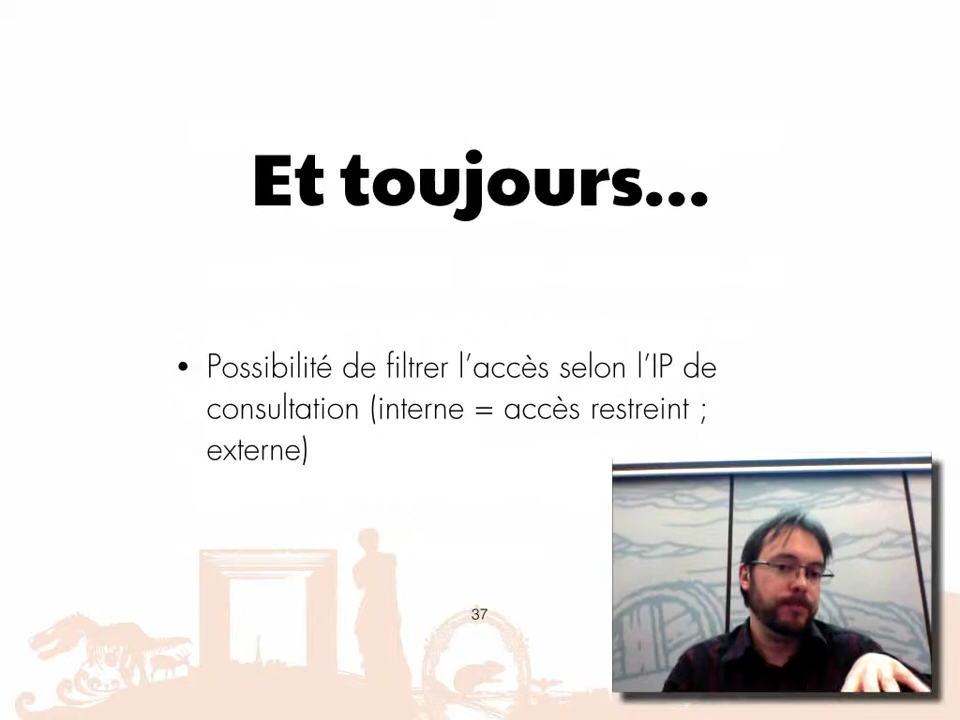 Et toujours...
• Possibilité de filtrer l'accès selon l'IP de
consultation (interne = accès restreint ;
externe)
37